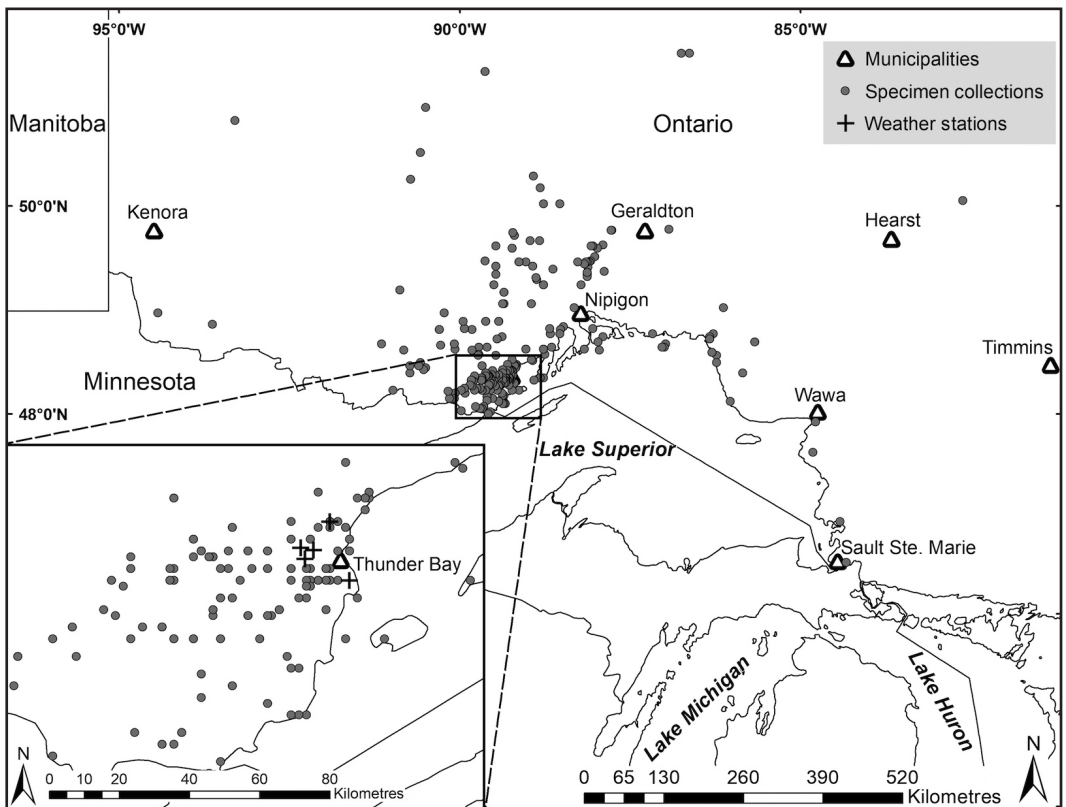 95°0'W 90°0'W 85°0'W
Municipalities
Specimen collections
Weather stations
Manitoba
Ontario
50°0'N
Kenora
Geraldton
Hearst
Nipigon
Timmins
Minnesota
48°0'N
Wawa
Lake Superior
Sault Ste. Marie
Thunder Bay
Lake Michigan
Lake Huron
N
0 10 20 40 60 80
Kilometres
N
0 65 130 260 390 520
Kilometres